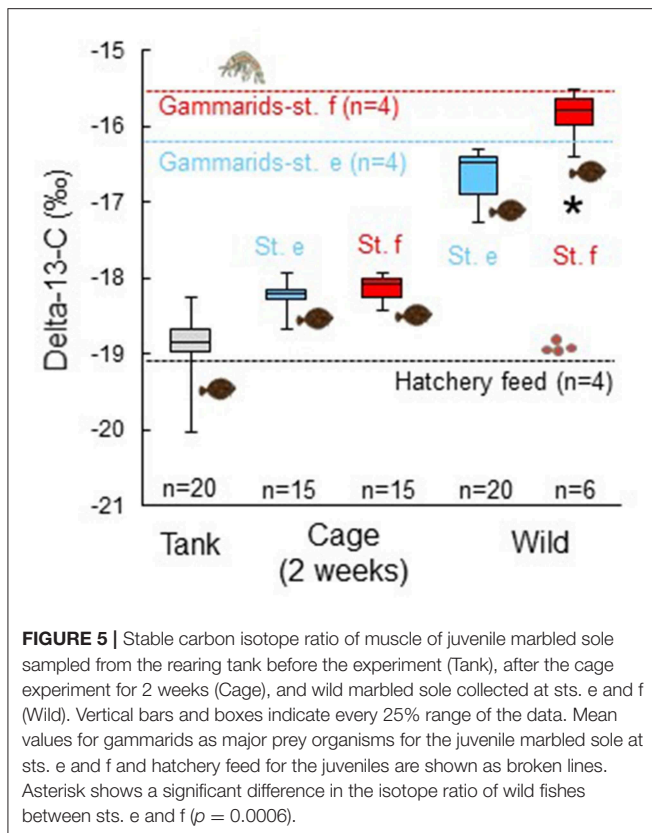 -15
-16
-17
-18
-19
-20
-21
Delta-13-C (‰)
Gammarids-st. f (n=4)
Gammarids-st. e (n=4)
St. e
St. f
*
St. e
St. f
Hatchery feed (n=4)
n=20 n=15 n=15 n=20 n=6
Tank Cage Wild
(2 weeks)
FIGURE 5 | Stable carbon isotope ratio of muscle of juvenile marbled sole
sampled from the rearing tank before the experiment (Tank), after the cage
experiment for 2 weeks (Cage), and wild marbled sole collected at sts. e and f
(Wild). Vertical bars and boxes indicate every 25% range of the data. Mean
values for gammarids as major prey organisms for the juvenile marbled sole at
sts. e and f and hatchery feed for the juveniles are shown as broken lines.
Asterisk shows a significant difference in the isotope ratio of wild fishes
between sts. e and f (p = 0.0006).